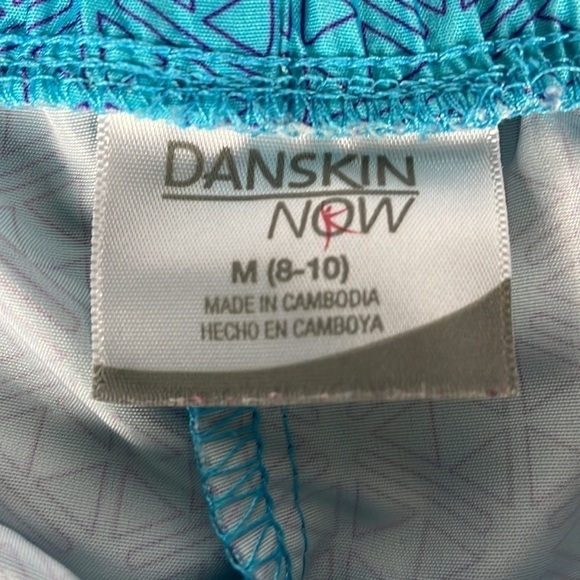 DANSKIN
NOW
M (8-10)
MADE IN CAMBODIA
HECHO EN CAMBOYA